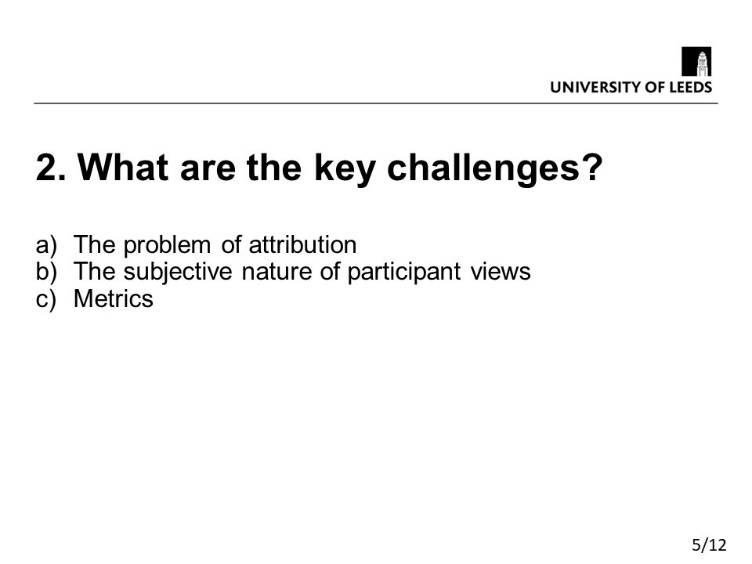 UNIVERSITY OF LEEDS
2. What are the key challenges?
a) The problem of attribution
b) The subjective nature of participant views
c) Metrics
5/12